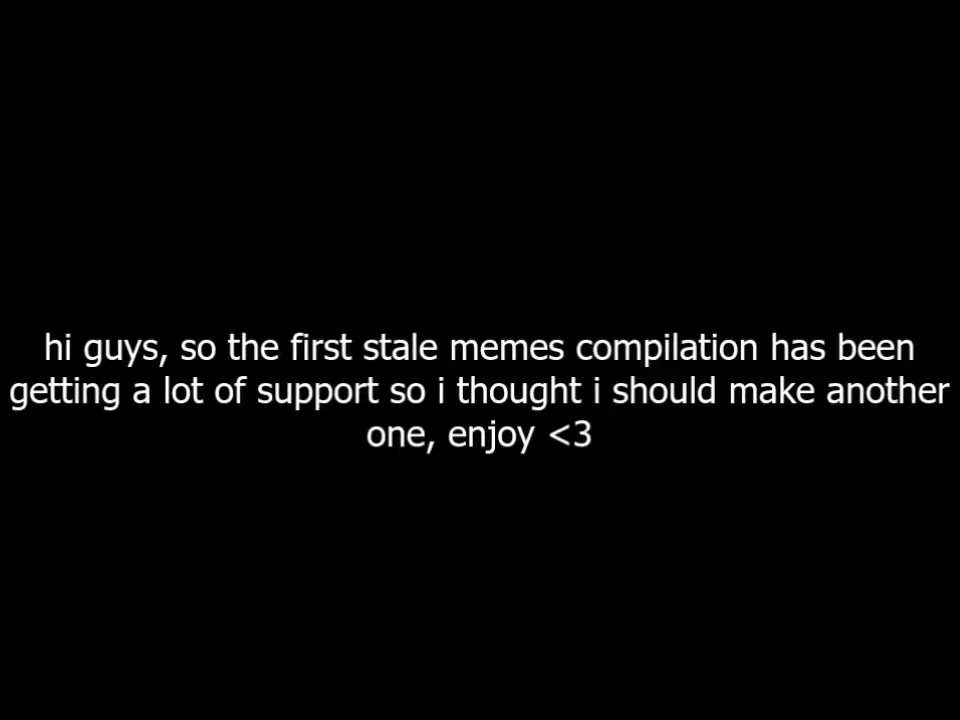 hi guys, so the first stale memes compilation has been
getting a lot of support so i thought i should make another
one, enjoy <3